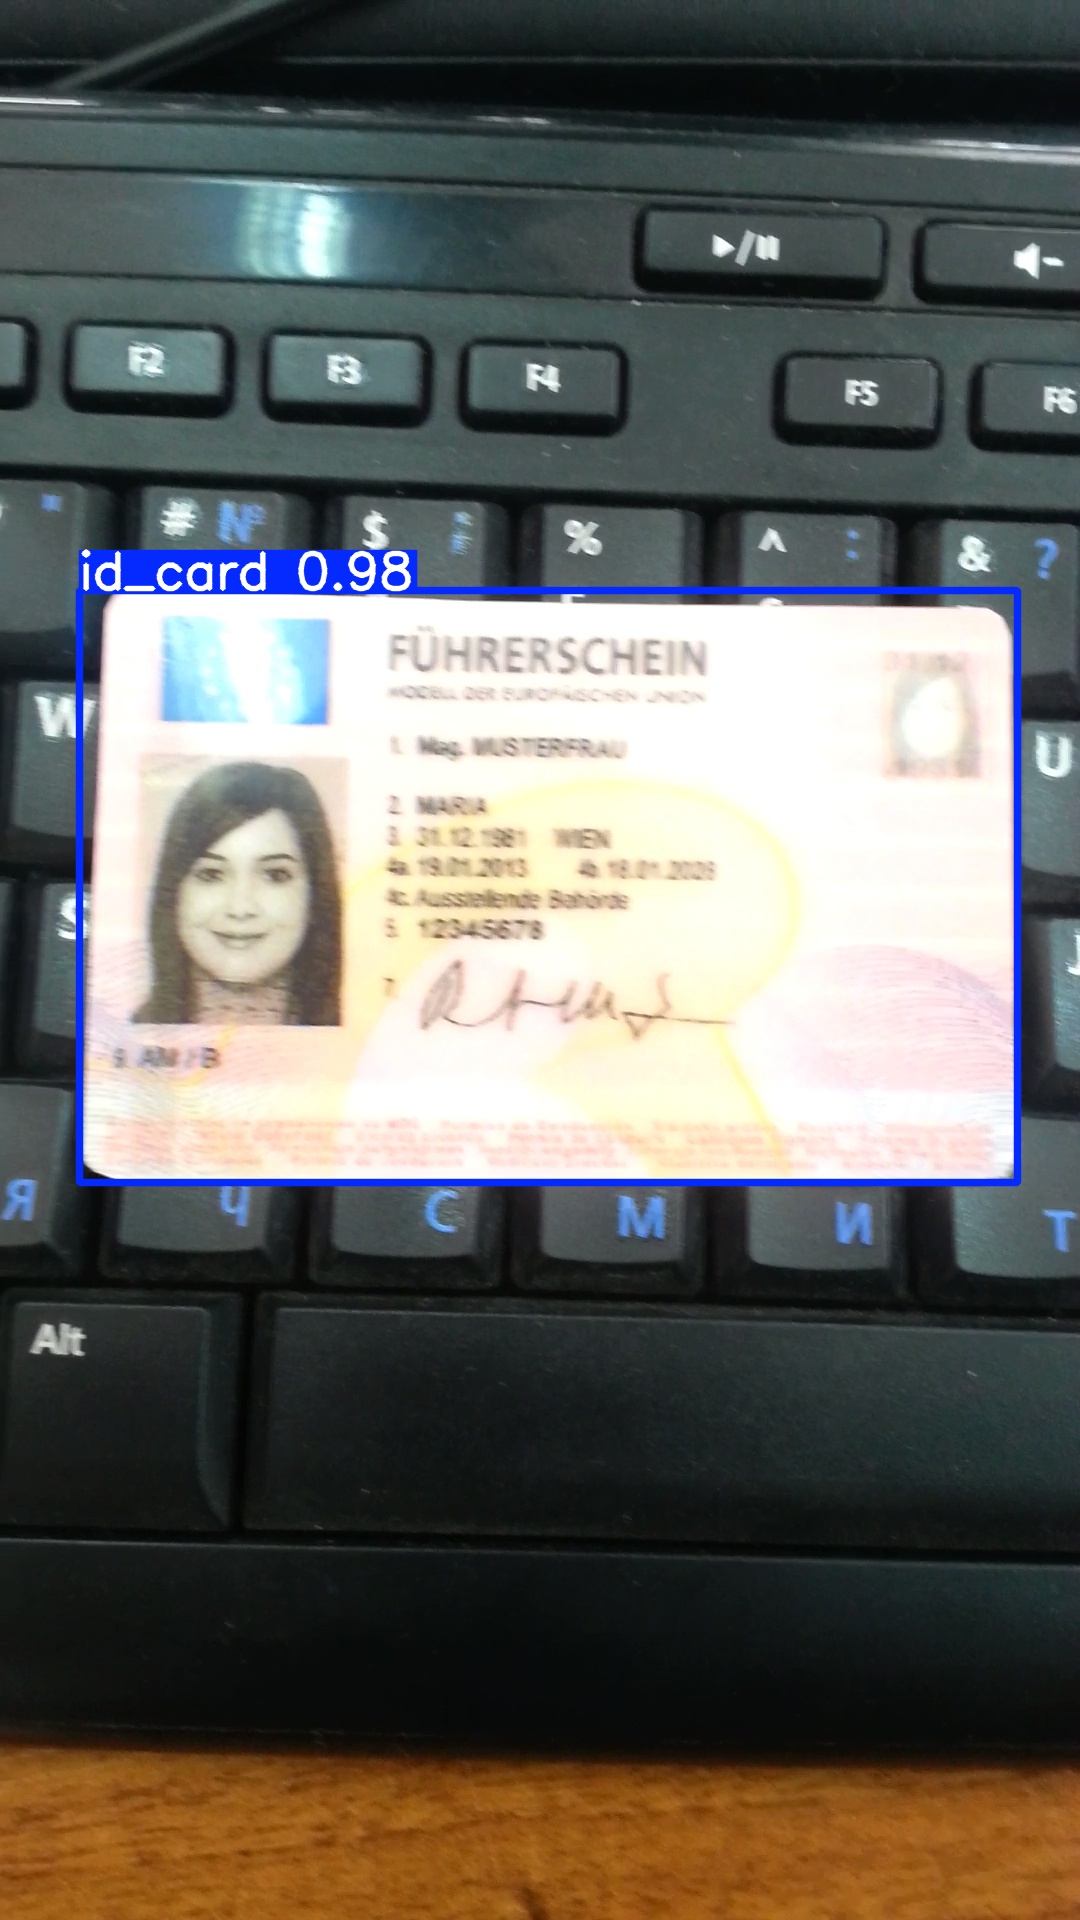 F2 F3 F4 F5 F6
# № $ % ^ : & ? "
id_card 0.98
W
U
S
FÜHRERSCHEIN
MODELL DER EUROPÄISCHEN UNION
1. Mag. MUSTERFRAU
2. MARIA
3. 31.12.1981 WIEN
4a. 19.01.2013 4b. 18.01.2028
4c. Ausstellende Behörde
5. 12345678
7.
9. AM / B
Я Ч С М И Т
Alt